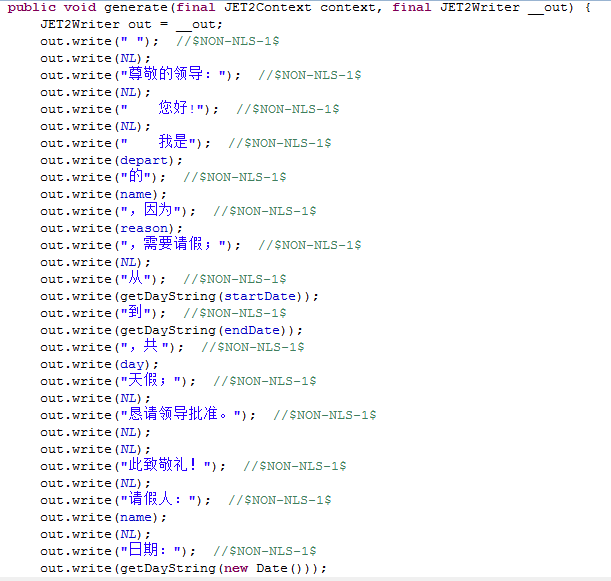 public void generate(final JET2Context context, final JET2Writer __out) {
    JET2Writer out = __out;
    out.write(" ");  //$NON-NLS-1$
    out.write(NL);
    out.write("尊敬的领导：");  //$NON-NLS-1$
    out.write(NL);
    out.write("    您好!");  //$NON-NLS-1$
    out.write(NL);
    out.write("    我是");  //$NON-NLS-1$
    out.write(depart);
    out.write("的");  //$NON-NLS-1$
    out.write(name);
    out.write("，因为");  //$NON-NLS-1$
    out.write(reason);
    out.write("，需要请假；");  //$NON-NLS-1$
    out.write(NL);
    out.write("从");  //$NON-NLS-1$
    out.write(getDayString(startDate));
    out.write("到");  //$NON-NLS-1$
    out.write(getDayString(endDate));
    out.write("，共 ");  //$NON-NLS-1$
    out.write(day);
    out.write("天假；");  //$NON-NLS-1$
    out.write(NL);
    out.write("恳请领导批准。");  //$NON-NLS-1$
    out.write(NL);
    out.write(NL);
    out.write("此致敬礼！");  //$NON-NLS-1$
    out.write(NL);
    out.write("请假人：");  //$NON-NLS-1$
    out.write(name);
    out.write(NL);
    out.write("日期：");  //$NON-NLS-1$
    out.write(getDayString(new Date()));